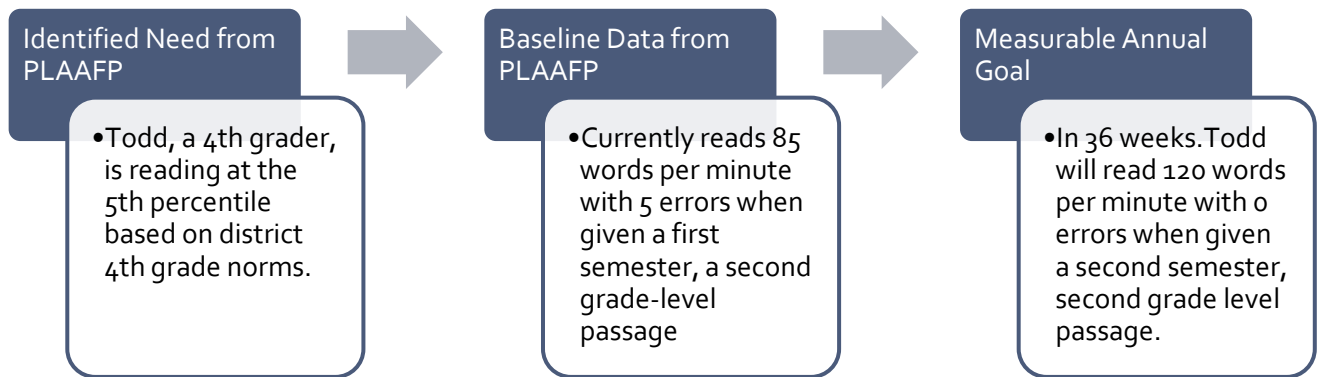 Identified Need from
PLAAFP
•Todd, a 4th grader,
is reading at the
5th percentile
based on district
4th grade norms.
Baseline Data from
PLAAFP
•Currently reads 85
words per minute
with 5 errors when
given a first
semester, a second
grade-level
passage
Measurable Annual
Goal
•In 36 weeks.Todd
will read 120 words
per minute with 0
errors when given
a second semester,
second grade level
passage.